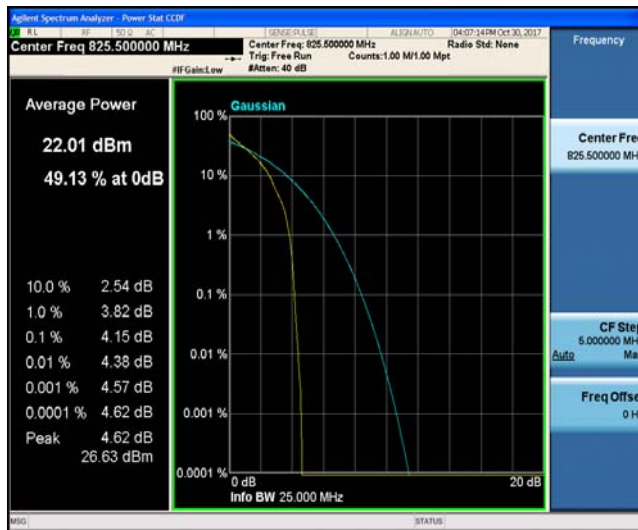 Agilent Spectrum Analyzer - Power Stat CCDF
RL RF 50 Ω AC SENSE:PULSE ALIGN AUTO 04:07:14 PM Oct 30, 2017
Center Freq 825.500000 MHz
Center Freq: 825.500000 MHz Radio Std: None
Trig: Free Run Counts:1.00 M/1.00 Mpt
#IFGain:Low #Atten: 40 dB
Frequency
Average Power
22.01 dBm
49.13 % at 0dB
10.0 % 2.54 dB
1.0 % 3.82 dB
0.1 % 4.15 dB
0.01 % 4.38 dB
0.001 % 4.57 dB
0.0001 % 4.62 dB
Peak 4.62 dB
26.63 dBm
Gaussian
100 %
10 %
1 %
0.1 %
0.01 %
0.001 %
0.0001 %
0 dB 20 dB
Info BW 25.000 MHz
Center Fre
825.500000 MH
CF Step
5.000000 MH
Auto Ma
Freq Offse
0 H
MSG STATUS